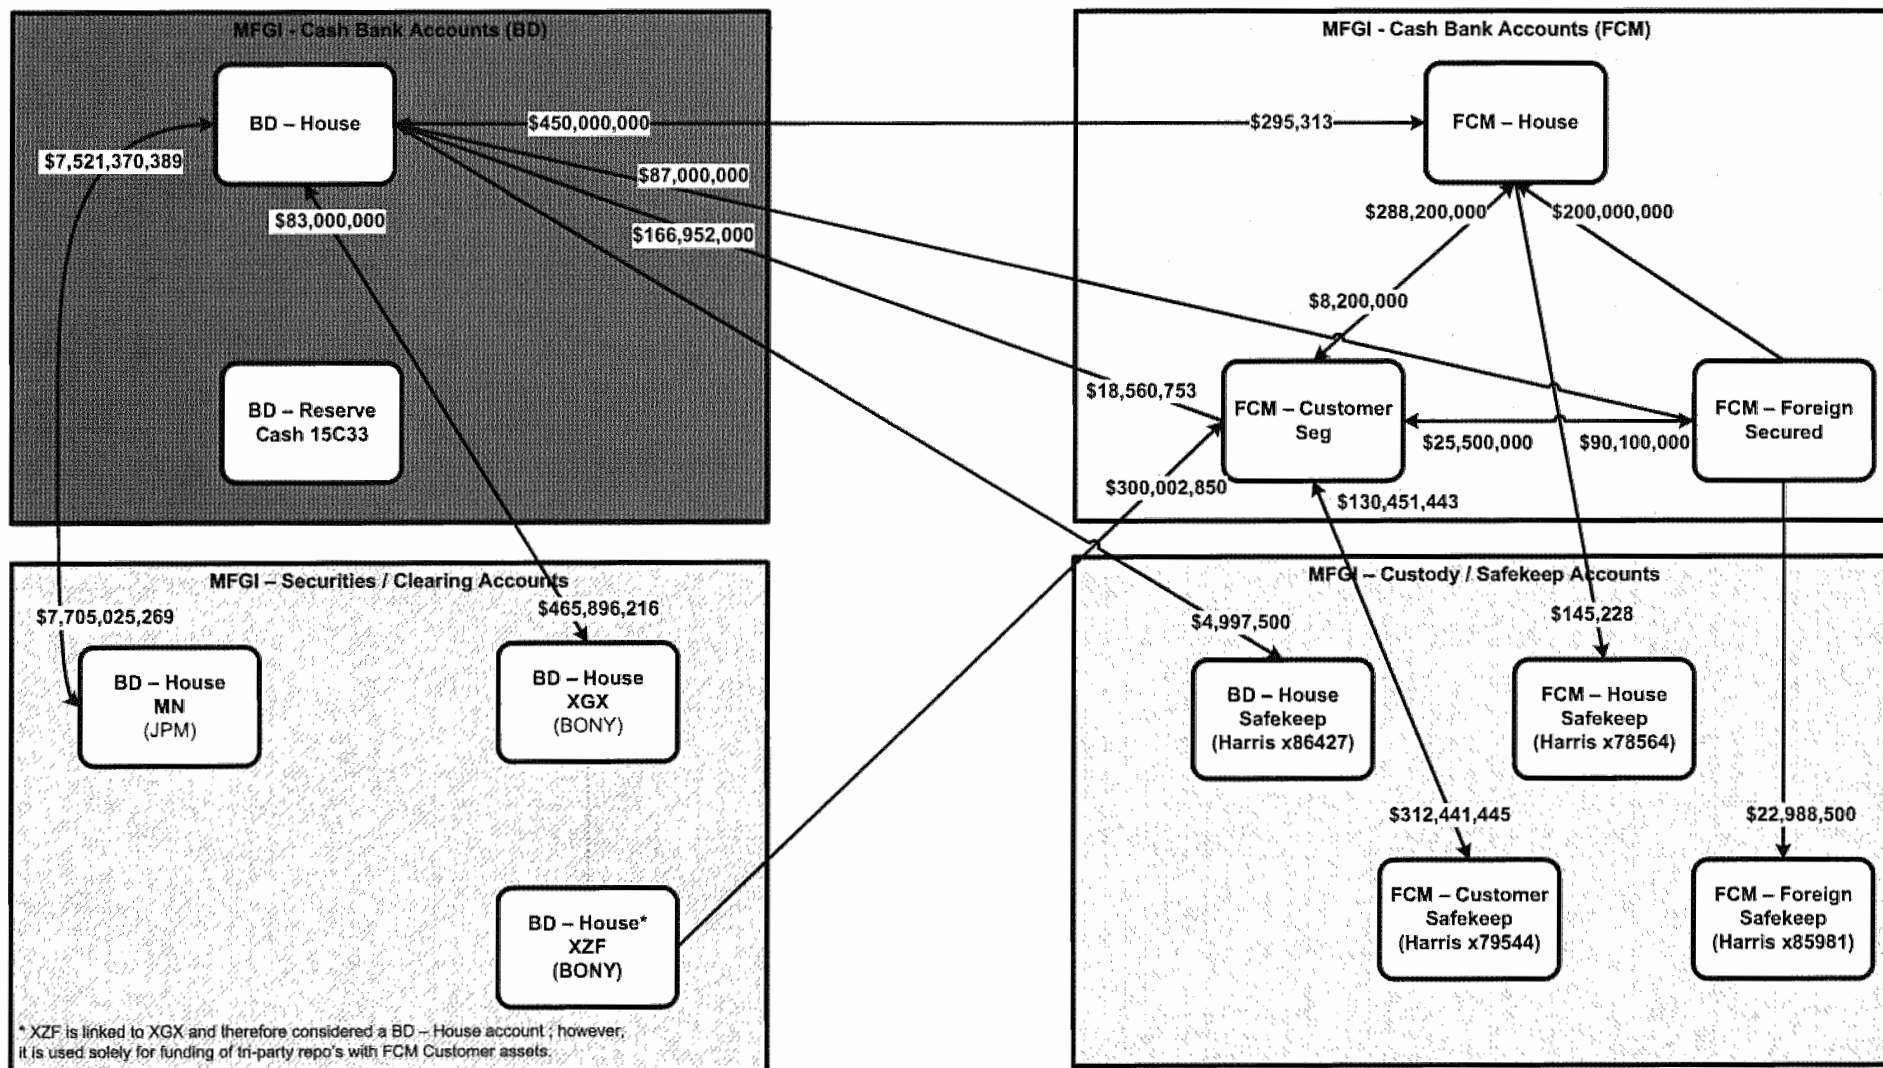 MFGI - Cash Bank Accounts (BD)
BD – House
$450,000,000
$7,521,370,389
$87,000,000
$83,000,000
$166,952,000
BD – Reserve
Cash 15C33
MFGI - Cash Bank Accounts (FCM)
FCM – House
$295,313
$288,200,000
$200,000,000
$8,200,000
$18,560,753
FCM – Customer
Seg
FCM – Foreign
Secured
$25,500,000
$90,100,000
$300,002,850
$130,451,443
MFGI – Securities / Clearing Accounts
$7,705,025,269
$465,896,216
BD – House
MN
(JPM)
BD – House
XGX
(BONY)
BD – House*
XZF
(BONY)
* XZF is linked to XGX and therefore considered a BD – House account ; however,
it is used solely for funding of tri-party repo's with FCM Customer assets.
MFGI – Custody / Safekeep Accounts
$4,997,500
$145,228
BD – House
Safekeep
(Harris x86427)
FCM – House
Safekeep
(Harris x78564)
$312,441,445
$22,988,500
FCM – Customer
Safekeep
(Harris x79544)
FCM – Foreign
Safekeep
(Harris x85981)